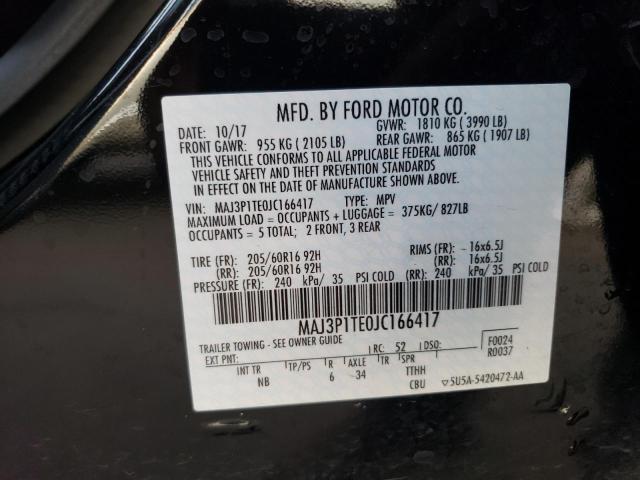 MFD. BY FORD MOTOR CO.
DATE: 10/17 GVWR: 1810 KG ( 3990 LB)
FRONT GAWR: 955 KG ( 2105 LB) REAR GAWR: 865 KG ( 1907 LB)
THIS VEHICLE CONFORMS TO ALL APPLICABLE FEDERAL MOTOR
VEHICLE SAFETY AND THEFT PREVENTION STANDARDS
IN EFFECT ON THE DATE OF MANUFACTURE SHOWN ABOVE.
VIN: MAJ3P1TE0JC166417 TYPE: MPV
MAXIMUM LOAD = OCCUPANTS + LUGGAGE = 375KG/ 827LB
OCCUPANTS = 5 TOTAL; 2 FRONT, 3 REAR
TIRE (FR): 205/60R16 92H RIMS (FR): 16x6.5J
(RR): 205/60R16 92H (RR): 16x6.5J
PRESSURE (FR): 240 kPa/ 35 PSI COLD (RR): 240 kPa/ 35 PSI COLD
MAJ3P1TE0JC166417
TRAILER TOWING - SEE OWNER GUIDE
EXT PNT: RC: 52 DSO: F0024
R0037
INT TR TP/PS R AXLE TR SPR
NB 6 -34 TTHH
CBU ▽5U5A-5420472-AA